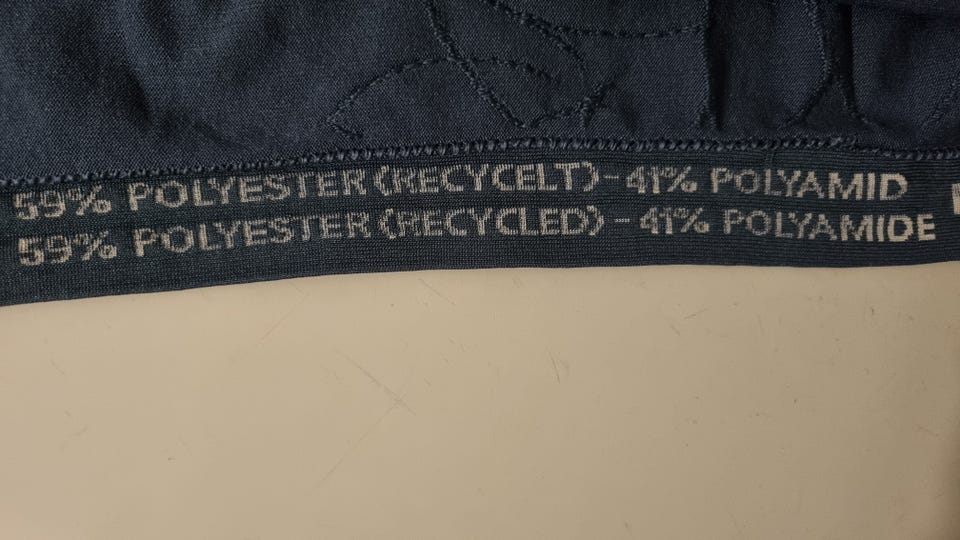 59% POLYESTER (RECYCELT) - 41% POLYAMID
59% POLYESTER (RECYCLED) - 41% POLYAMIDE